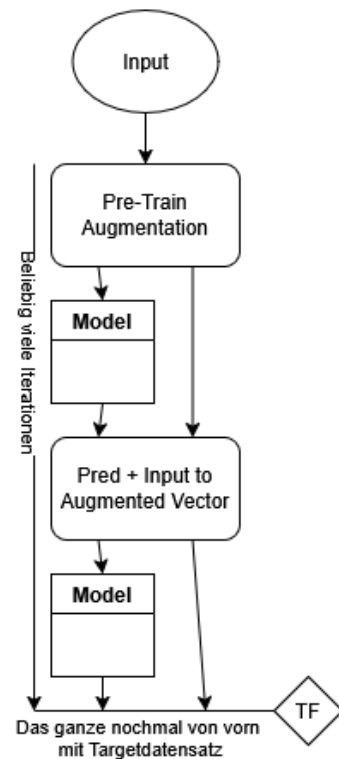 Input
Pre-Train
Augmentation
Beliebig viele Iterationen
Model
Pred + Input to
Augmented Vector
Model
TF
Das ganze nochmal von vorn
mit Targetdatensatz